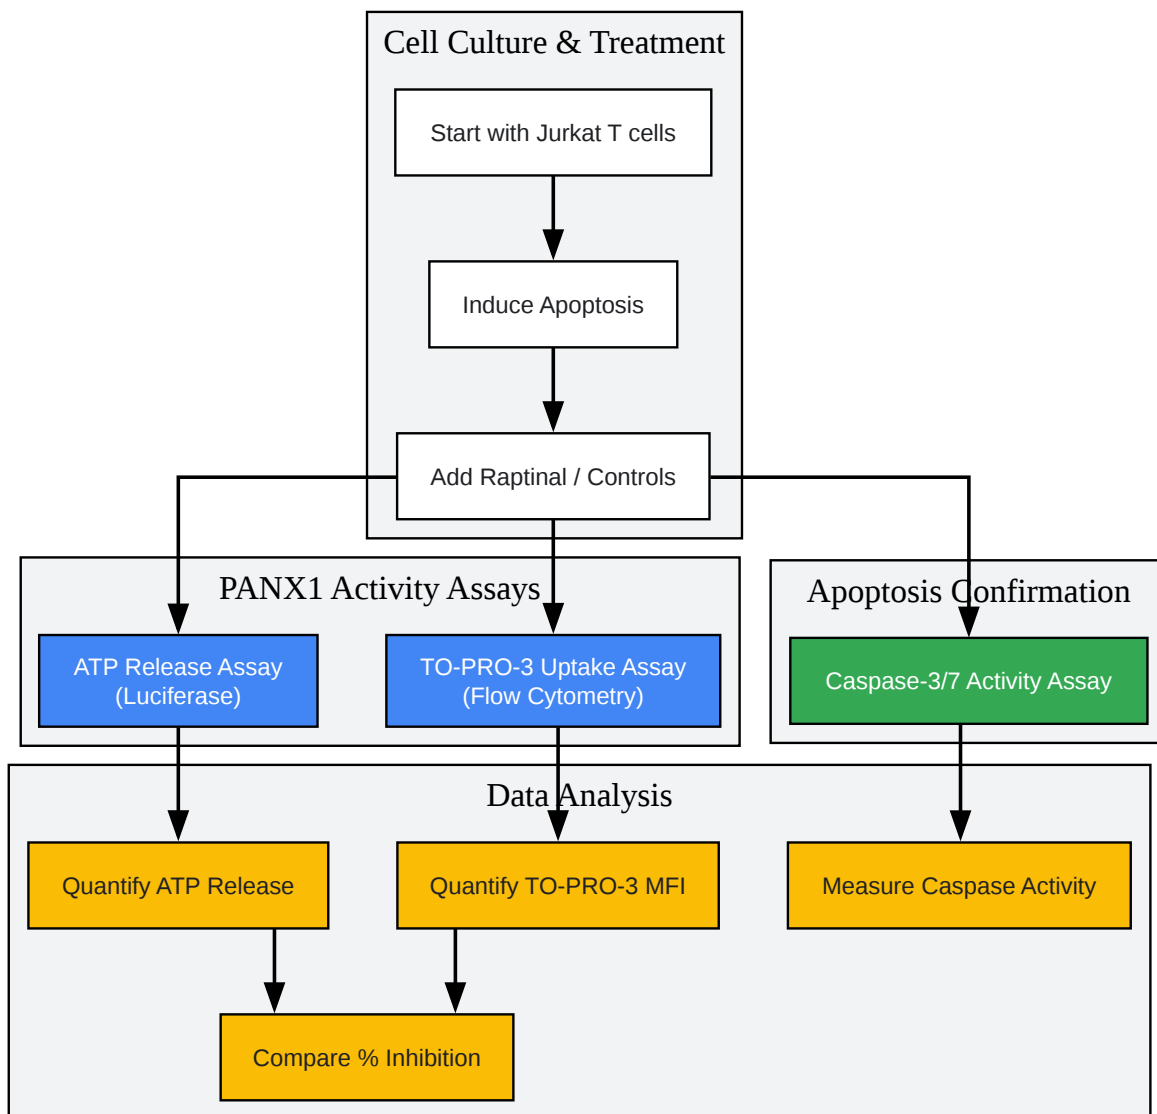 Cell Culture & Treatment
Start with Jurkat T cells
Induce Apoptosis
Add Raptinal / Controls
PANX1 Activity Assays
ATP Release Assay
(Luciferase)
TO-PRO-3 Uptake Assay
(Flow Cytometry)
Apoptosis Confirmation
Caspase-3/7 Activity Assay
Data Analysis
Quantify ATP Release
Quantify TO-PRO-3 MFI
Measure Caspase Activity
Compare % Inhibition